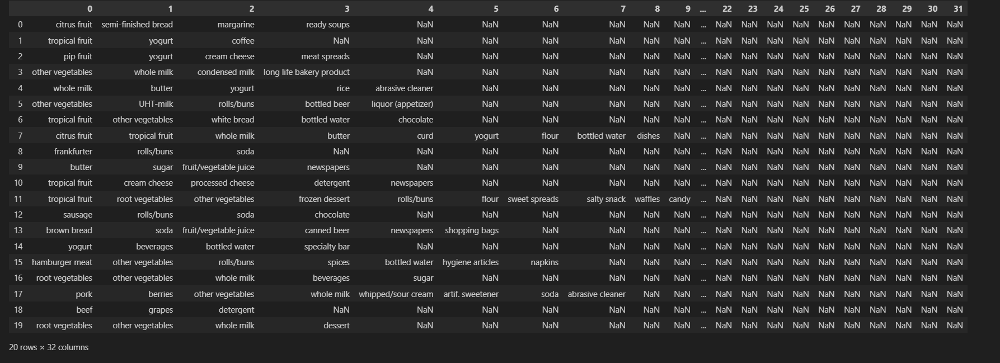 0 1 2 3 4 5 6 7 8 9 ... 22 23 24 25 26 27 28 29 30 31
0 citrus fruit semi-finished bread margarine ready soups NaN NaN NaN NaN NaN NaN ... NaN NaN NaN NaN NaN NaN NaN NaN NaN NaN
1 tropical fruit yogurt coffee NaN NaN NaN NaN NaN NaN NaN ... NaN NaN NaN NaN NaN NaN NaN NaN NaN NaN
2 pip fruit yogurt cream cheese meat spreads NaN NaN NaN NaN NaN NaN ... NaN NaN NaN NaN NaN NaN NaN NaN NaN NaN
3 other vegetables whole milk condensed milk long life bakery product NaN NaN NaN NaN NaN NaN ... NaN NaN NaN NaN NaN NaN NaN NaN NaN NaN
4 whole milk butter yogurt rice abrasive cleaner NaN NaN NaN NaN NaN ... NaN NaN NaN NaN NaN NaN NaN NaN NaN NaN
5 other vegetables UHT-milk rolls/buns bottled beer liquor (appetizer) NaN NaN NaN NaN NaN ... NaN NaN NaN NaN NaN NaN NaN NaN NaN NaN
6 tropical fruit other vegetables white bread bottled water chocolate NaN NaN NaN NaN NaN ... NaN NaN NaN NaN NaN NaN NaN NaN NaN NaN
7 citrus fruit tropical fruit whole milk butter curd yogurt flour bottled water dishes NaN ... NaN NaN NaN NaN NaN NaN NaN NaN NaN NaN
8 frankfurter rolls/buns soda NaN NaN NaN NaN NaN NaN NaN ... NaN NaN NaN NaN NaN NaN NaN NaN NaN NaN
9 butter sugar fruit/vegetable juice newspapers NaN NaN NaN NaN NaN NaN ... NaN NaN NaN NaN NaN NaN NaN NaN NaN NaN
10 tropical fruit cream cheese processed cheese detergent newspapers NaN NaN NaN NaN NaN ... NaN NaN NaN NaN NaN NaN NaN NaN NaN NaN
11 tropical fruit root vegetables other vegetables frozen dessert rolls/buns flour sweet spreads salty snack waffles candy ... NaN NaN NaN NaN NaN NaN NaN NaN NaN NaN
12 sausage rolls/buns soda chocolate NaN NaN NaN NaN NaN NaN ... NaN NaN NaN NaN NaN NaN NaN NaN NaN NaN
13 brown bread soda fruit/vegetable juice canned beer newspapers shopping bags NaN NaN NaN NaN ... NaN NaN NaN NaN NaN NaN NaN NaN NaN NaN
14 yogurt beverages bottled water specialty bar NaN NaN NaN NaN NaN NaN ... NaN NaN NaN NaN NaN NaN NaN NaN NaN NaN
15 hamburger meat other vegetables rolls/buns spices bottled water hygiene articles napkins NaN NaN NaN ... NaN NaN NaN NaN NaN NaN NaN NaN NaN NaN
16 root vegetables other vegetables whole milk beverages sugar NaN NaN NaN NaN NaN ... NaN NaN NaN NaN NaN NaN NaN NaN NaN NaN
17 pork berries other vegetables whole milk whipped/sour cream artif. sweetener soda abrasive cleaner NaN NaN ... NaN NaN NaN NaN NaN NaN NaN NaN NaN NaN
18 beef grapes detergent NaN NaN NaN NaN NaN NaN NaN ... NaN NaN NaN NaN NaN NaN NaN NaN NaN NaN
19 root vegetables other vegetables whole milk dessert NaN NaN NaN NaN NaN NaN ... NaN NaN NaN NaN NaN NaN NaN NaN NaN NaN
20 rows × 32 columns